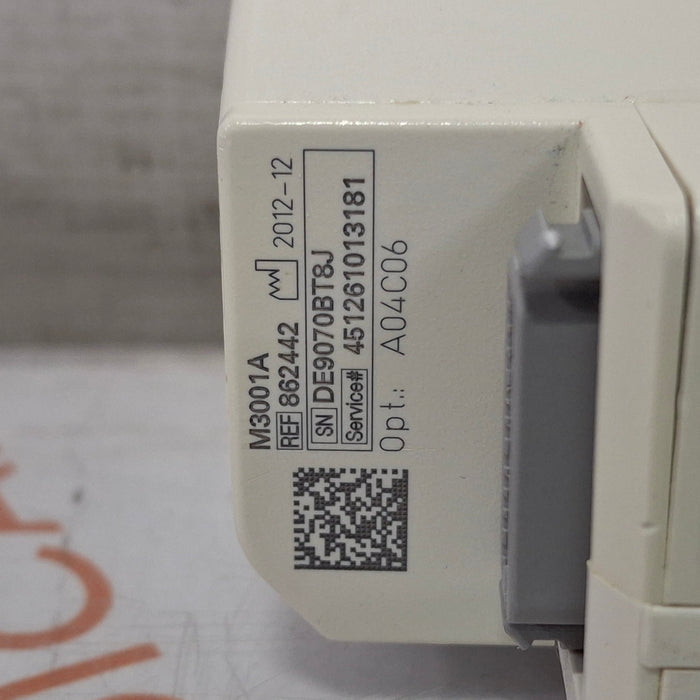 M3001A
REF 862442 2012-12
SN DE9070BT8J
Service# 451261013181
Opt.: A04C06